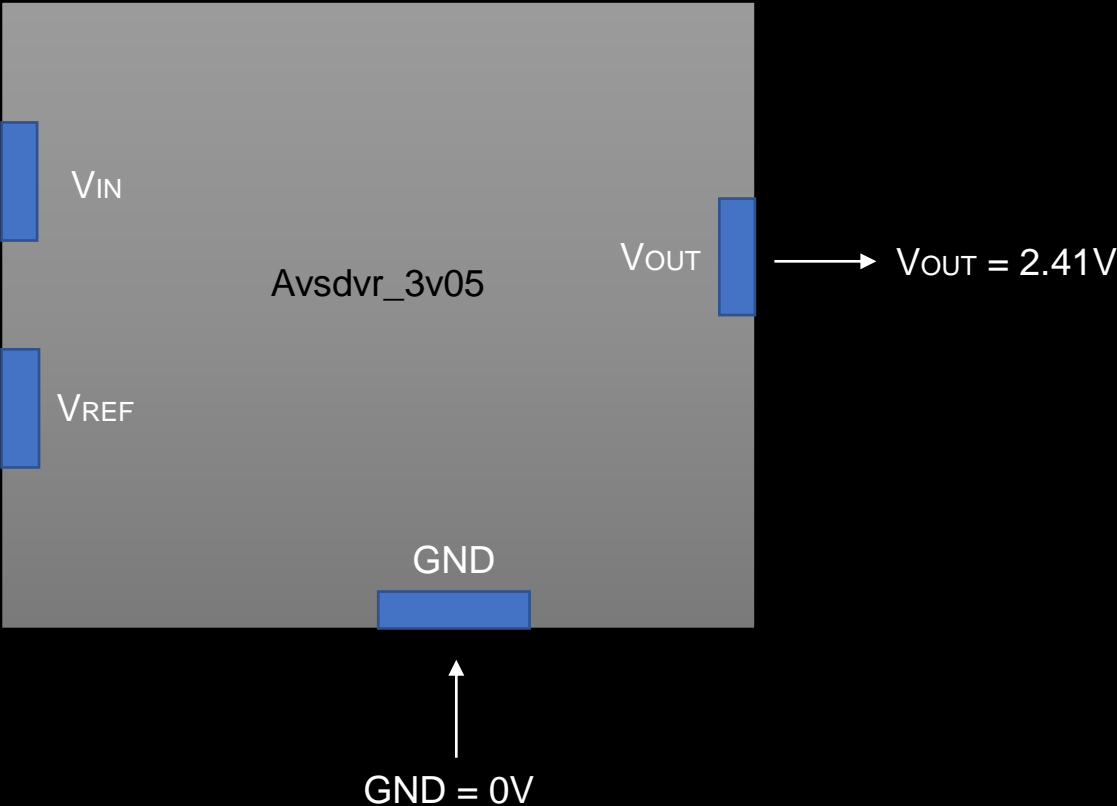 VIN
VOUT
VOUT = 2.41V
Avsdvr_3v05
VREF
GND
GND = 0V